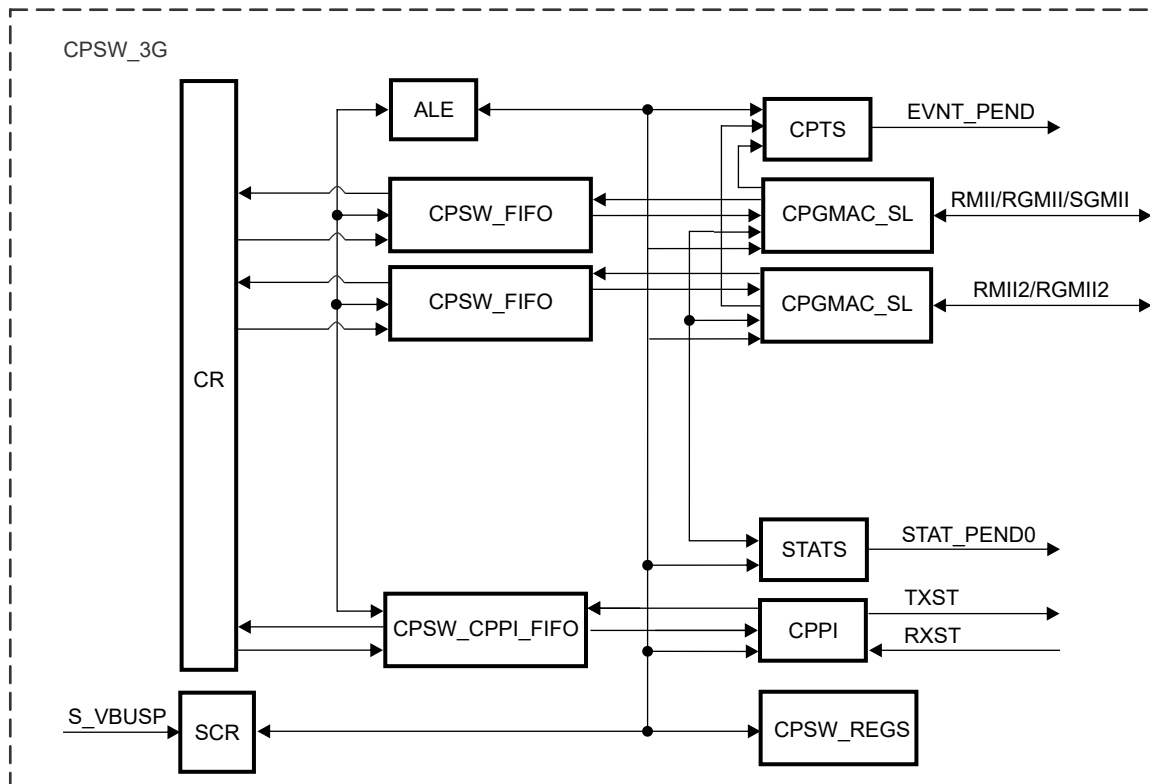 CPSW_3G
ALE
CPTS
EVNT_PEND
CPSW_FIFO
CPGMAC_SL
RMII/RGMII/SGMII
CPSW_FIFO
CPGMAC_SL
RMII2/RGMII2
CR
STATS
STAT_PEND0
CPSW_CPPI_FIFO
CPPI
TXST
RXST
S_VBUSP
SCR
CPSW_REGS